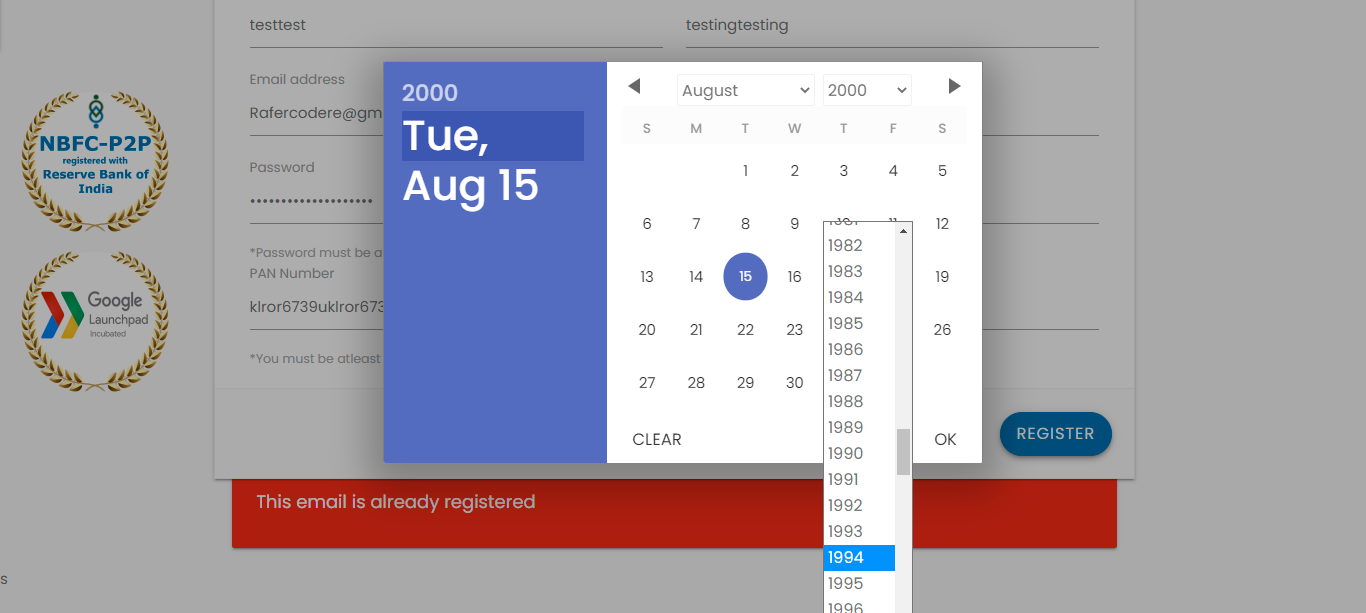 testtest
testingtesting
Email address
Rafercodere@gm
Password
*Password must be a
PAN Number
klror6739uklror673
*You must be atleast
NBFC-P2P
registered with
Reserve Bank of
India
Google
Launchpad
Incubated
2000
Tue,
Aug 15
August
2000
S M T W T F S
1 2 3 4 5
6 7 8 9 12
13 14 15 16 19
20 21 22 23 26
27 28 29 30
1982
1983
1984
1985
1986
1987
1988
1989
1990
1991
1992
1993
1994
1995
1996
CLEAR
OK
REGISTER
This email is already registered
s